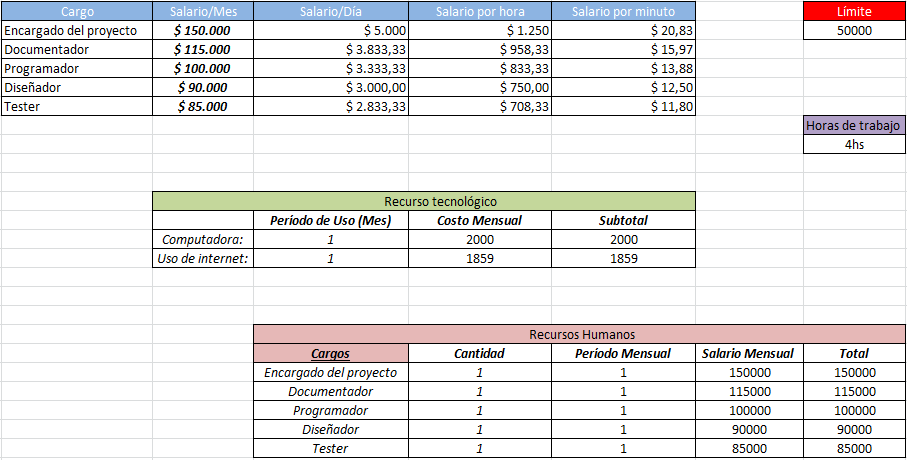 Cargo Salario/Mes Salario/Día Salario por hora Salario por minuto Límite
Encargado del proyecto $ 150.000 $ 5.000 $ 1.250 $ 20,83 50000
Documentador $ 115.000 $ 3.833,33 $ 958,33 $ 15,97
Programador $ 100.000 $ 3.333,33 $ 833,33 $ 13,88
Diseñador $ 90.000 $ 3.000,00 $ 750,00 $ 12,50
Tester $ 85.000 $ 2.833,33 $ 708,33 $ 11,80
Horas de trabajo
4hs
Recurso tecnológico
Período de Uso (Mes) Costo Mensual Subtotal
Computadora: 1 2000 2000
Uso de internet: 1 1859 1859
Recursos Humanos
Cargos Cantidad Período Mensual Salario Mensual Total
Encargado del proyecto 1 1 150000 150000
Documentador 1 1 115000 115000
Programador 1 1 100000 100000
Diseñador 1 1 90000 90000
Tester 1 1 85000 85000